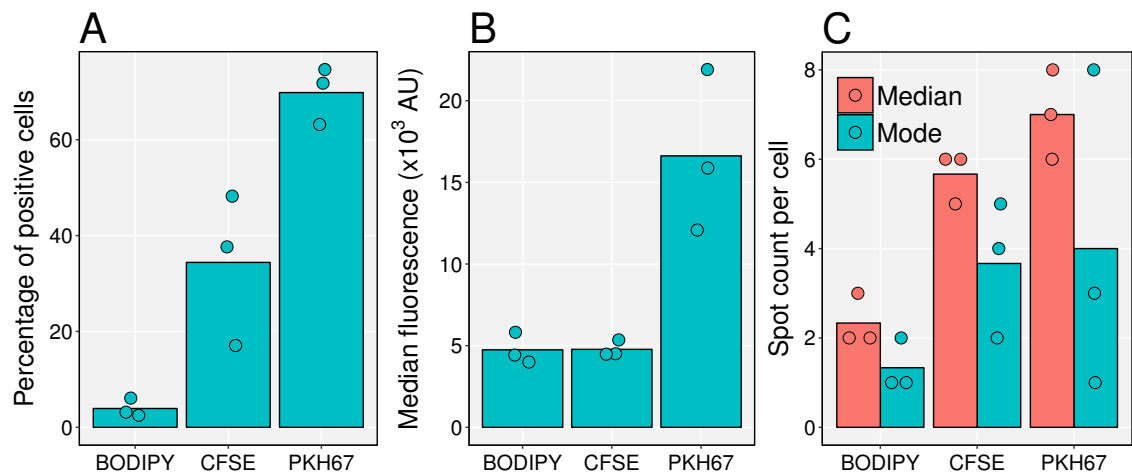 A
Percentage of positive cells
60
40
20
0
BODIPY CFSE PKH67
B
Median fluorescence (x10³ AU)
20
15
10
5
0
BODIPY CFSE PKH67
C
Spot count per cell
8
6
4
2
0
Median
Mode
BODIPY CFSE PKH67